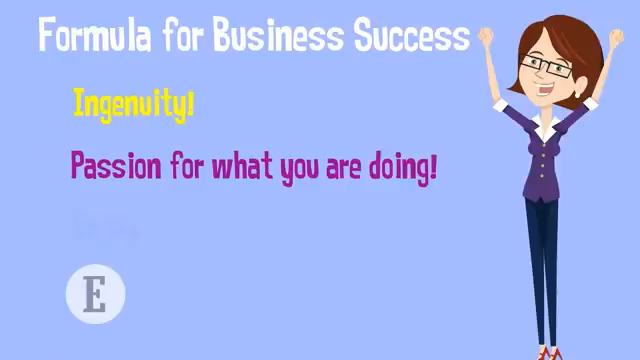 Formula for Business Success
Ingenuity!
Passion for what you are doing!
E